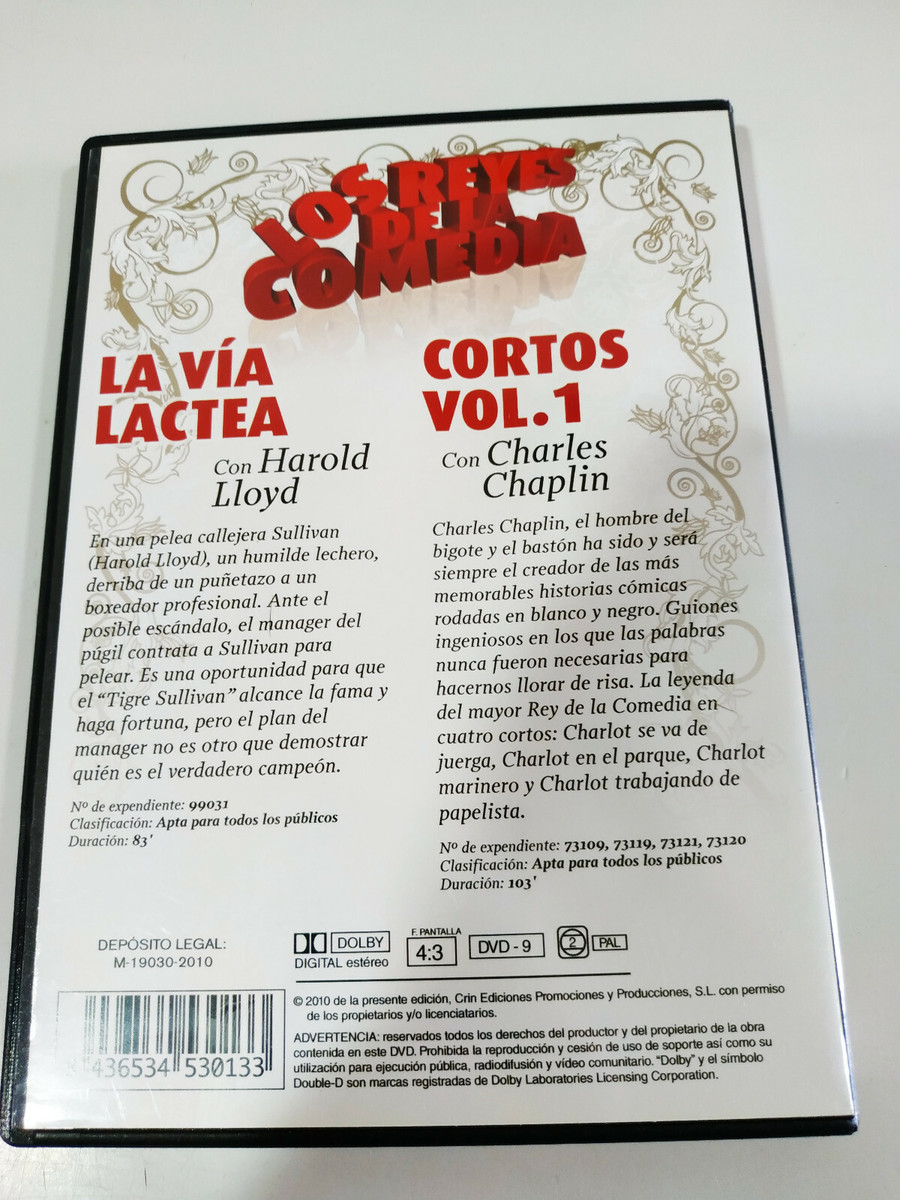 LOS REYES
DE LA
COMEDIA
LA VÍA
LACTEA
Con Harold
Lloyd
En una pelea callejera Sullivan
(Harold Lloyd), un humilde lechero,
derriba de un puñetazo a un
boxeador profesional. Ante el
posible escándalo, el manager del
púgil contrata a Sullivan para
pelear. Es una oportunidad para que
el “Tigre Sullivan” alcance la fama y
haga fortuna, pero el plan del
manager no es otro que demostrar
quién es el verdadero campeón.
Nº de expediente: 99031
Clasificación: Apta para todos los públicos
Duración: 83'
CORTOS
VOL.1
Con Charles
Chaplin
Charles Chaplin, el hombre del
bigote y el bastón ha sido y será
siempre el creador de las más
memorables historias cómicas
rodadas en blanco y negro. Guiones
ingeniosos en los que las palabras
nunca fueron necesarias para
hacernos llorar de risa. La leyenda
del mayor Rey de la Comedia en
cuatro cortos: Charlot se va de
juerga, Charlot en el parque, Charlot
marinero y Charlot trabajando de
papelista.
Nº de expediente: 73109, 73119, 73121, 73120
Clasificación: Apta para todos los públicos
Duración: 103'
DEPÓSITO LEGAL:
M-19030-2010
DOLBY
DIGITAL estéreo
F. PANTALLA
4:3
DVD - 9
2
PAL
8 436534 530133
© 2010 de la presente edición, Crin Ediciones Promociones y Producciones, S.L. con permiso
de los propietarios y/o licenciatarios.
ADVERTENCIA: reservados todos los derechos del productor y del propietario de la obra
contenida en este DVD. Prohibida la reproducción y cesión de uso de soporte así como su
utilización para ejecución pública, radiodifusión y vídeo comunitario. “Dolby” y el símbolo
Double-D son marcas registradas de Dolby Laboratories Licensing Corporation.